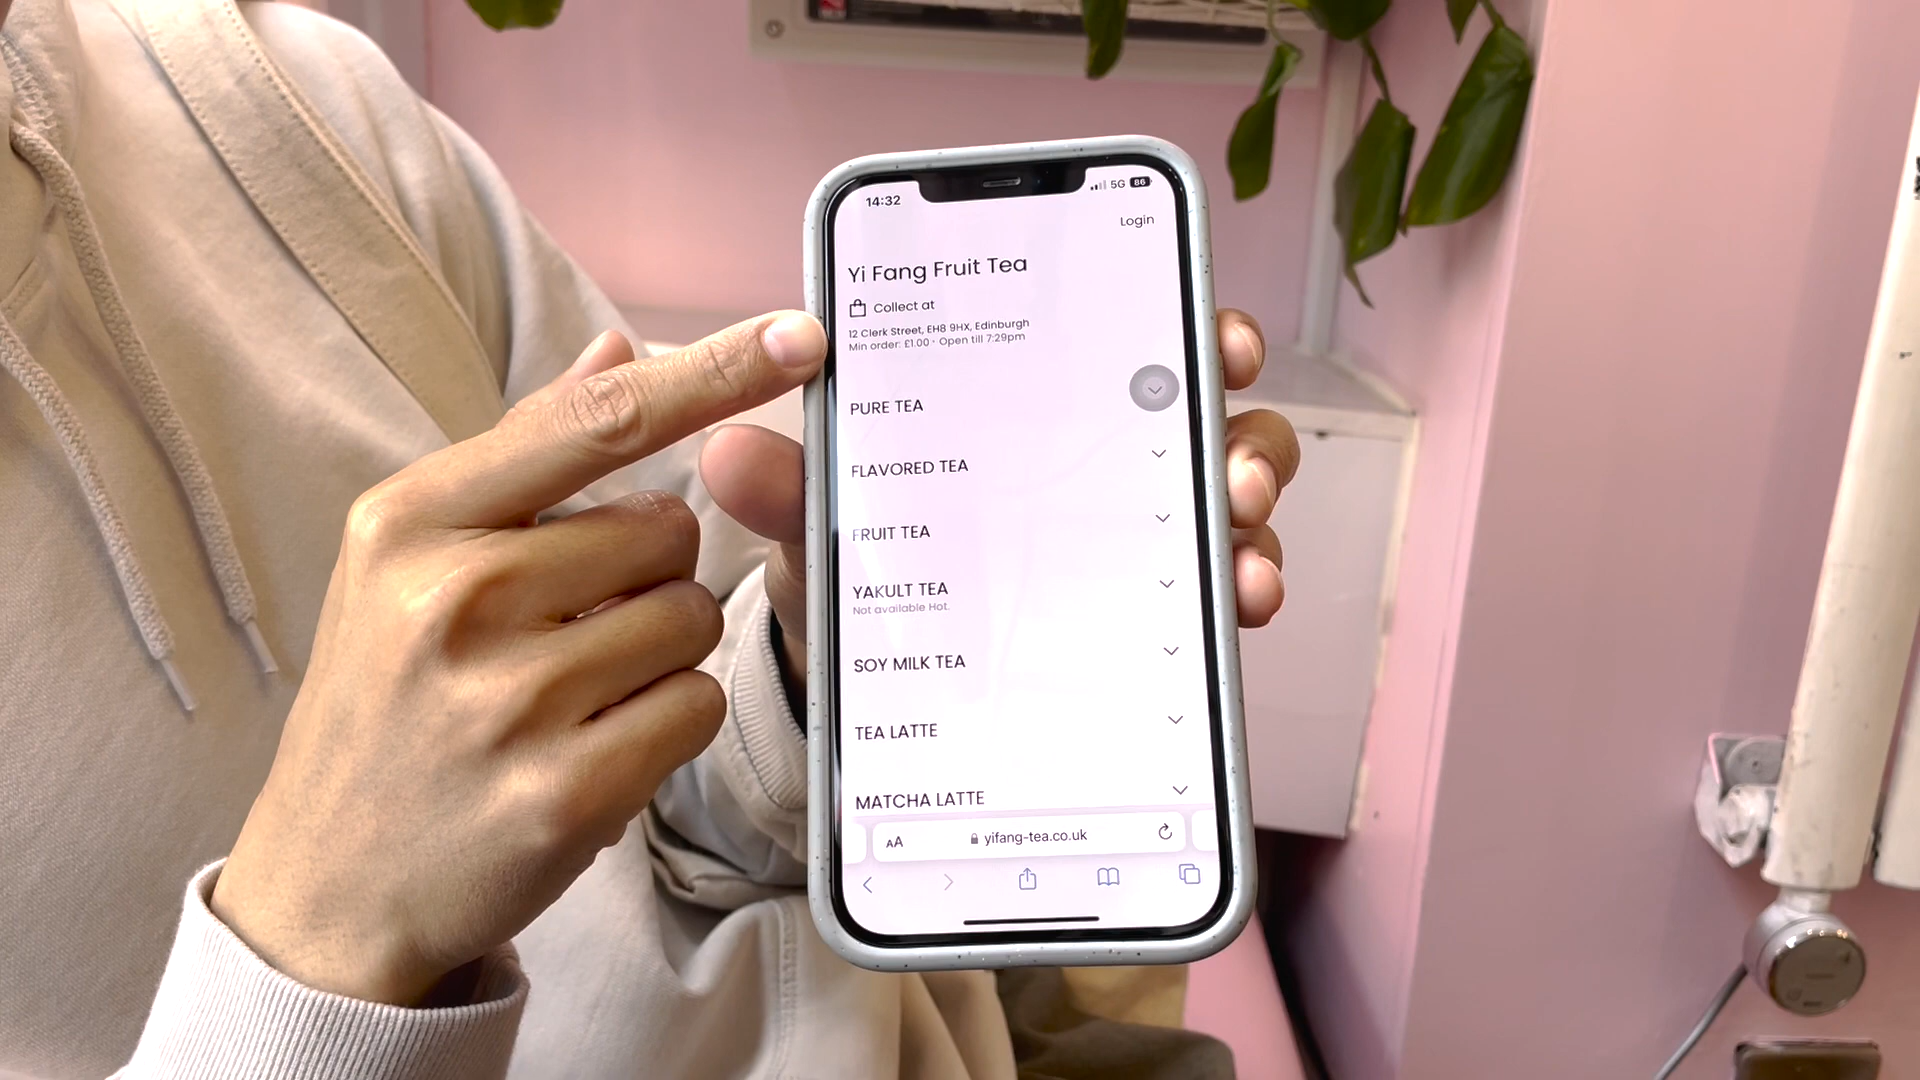 14:32
5G 86
Login
Yi Fang Fruit Tea
Collect at
12 Clerk Street, EH8 9HX, Edinburgh
Min order: £1.00 · Open till 7:29pm
PURE TEA
FLAVORED TEA
FRUIT TEA
YAKULT TEA
Not available Hot.
SOY MILK TEA
TEA LATTE
MATCHA LATTE
AA yifang-tea.co.uk